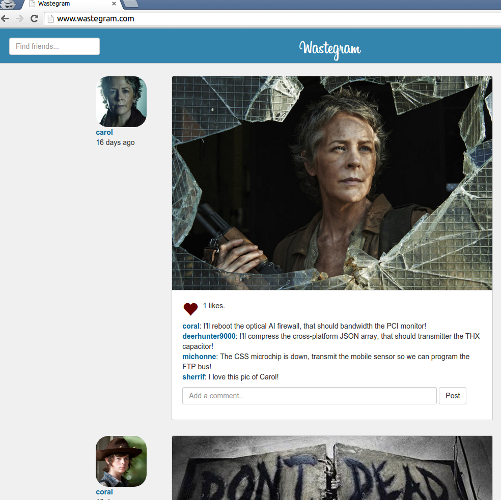 Wastegram
www.wastegram.com
Find friends...
Wastegram
carol
16 days ago
1 likes.
coral: I'll reboot the optical AI firewall, that should bandwidth the PCI monitor!
deerhunter9000: I'll compress the cross-platform JSON array, that should transmitter the THX
capacitor!
michonne: The CSS microchip is down, transmit the mobile sensor so we can program the
FTP bus!
sherrif: I love this pic of Carol!
Add a comment..
Post
coral
DONT DEAD